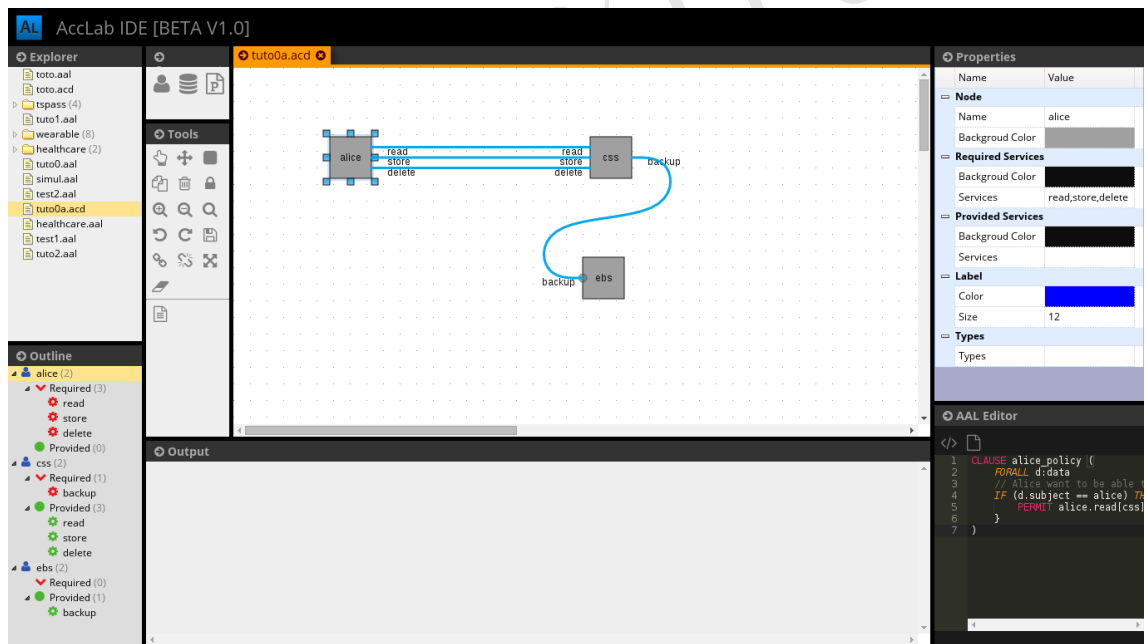 AL AccLab IDE [BETA V1.0]
Explorer
toto.aal
toto.acd
tspass (4)
tuto1.aal
wearable (8)
healthcare (2)
tuto0.aal
simul.aal
test2.aal
tuto0a.acd
healthcare.aal
test1.aal
tuto2.aal
Outline
alice (2)
Required (3)
read
store
delete
Provided (0)
css (2)
Required (1)
backup
Provided (3)
read
store
delete
ebs (2)
Required (0)
Provided (1)
backup
P
Tools
tuto0a.acd
alice
read
store
delete
read
store
delete
css
backup
backup
ebs
Output
Properties
Name Value
Node
Name alice
Backgroud Color
Required Services
Backgroud Color
Services read,store,delete
Provided Services
Backgroud Color
Services
Label
Color
Size 12
Types
Types
AAL Editor
1 CLAUSE alice_policy (
2 FORALL d:data
3 // Alice want to be able t
4 IF (d.subject == alice) TH
5 PERMIT alice.read[css]
6 }
7 )